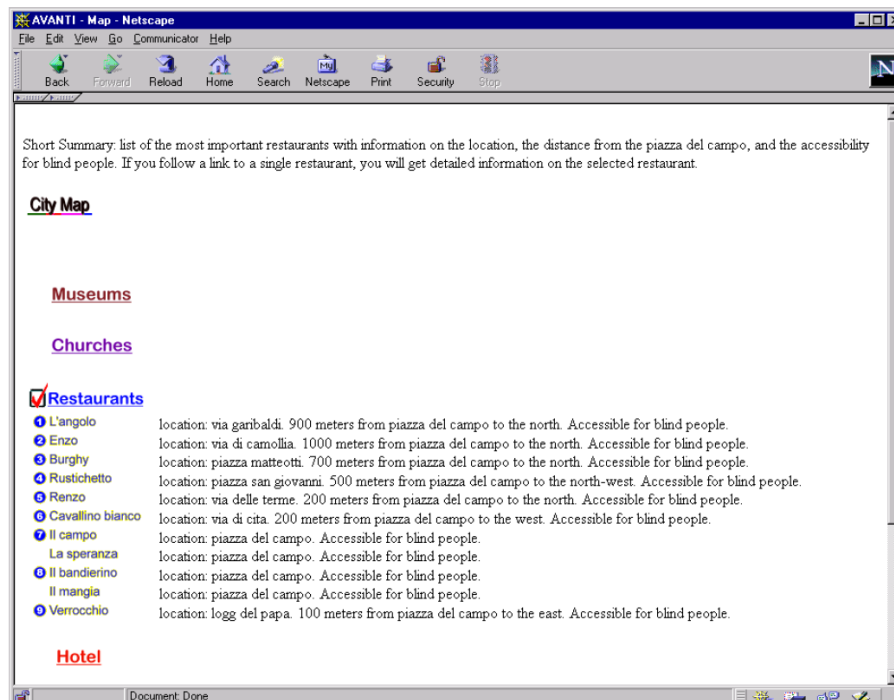 AVANTI - Map - Netscape
File Edit View Go Communicator Help
Back Forward Reload Home Search Netscape Print Security Stop
Short Summary: list of the most important restaurants with information on the location, the distance from the piazza del campo, and the accessibility
for blind people. If you follow a link to a single restaurant, you will get detailed information on the selected restaurant.
City Map
Museums
Churches
Restaurants
1 L'angolo location: via garibaldi. 900 meters from piazza del campo to the north. Accessible for blind people.
2 Enzo location: via di camollia. 1000 meters from piazza del campo to the north. Accessible for blind people.
3 Burghy location: piazza matteotti. 700 meters from piazza del campo to the north. Accessible for blind people.
4 Rustichetto location: piazza san giovanni. 500 meters from piazza del campo to the north-west. Accessible for blind people.
5 Renzo location: via delle terme. 200 meters from piazza del campo to the north. Accessible for blind people.
6 Cavallino bianco location: via di cita. 200 meters from piazza del campo to the west. Accessible for blind people.
7 Il campo location: piazza del campo. Accessible for blind people.
La speranza location: piazza del campo. Accessible for blind people.
8 Il bandierino location: piazza del campo. Accessible for blind people.
Il mangia location: piazza del campo. Accessible for blind people.
9 Verrocchio location: logg del papa. 100 meters from piazza del campo to the east. Accessible for blind people.
Hotel
Document: Done